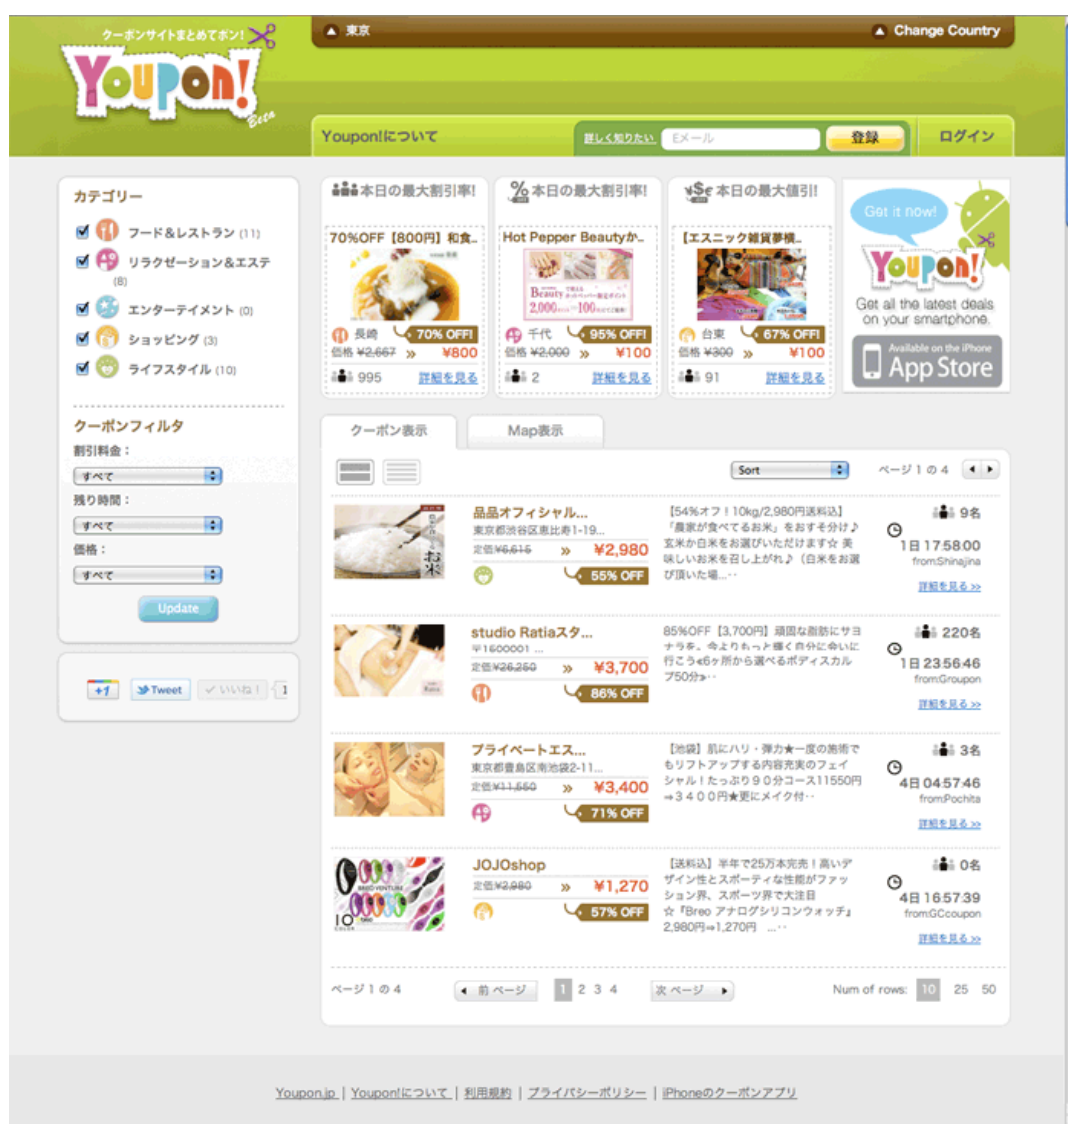 クーポンサイトまとめてポン!
Youpon!
Beta
東京
Change Country
Youpon!について
詳しく知りたい
Eメール
登録
ログイン
カテゴリー
フード&レストラン (11)
リラクゼーション&エステ
(8)
エンターテイメント (0)
ショッピング (3)
ライフスタイル (10)
クーポンフィルタ
割引料金：
すべて
残り時間：
すべて
価格：
すべて
Update
+1
Tweet
いいね！
1
本日の最大割引率!
70%OFF【800円】和食...
長崎
70% OFF!
価格 ¥2,667 » ¥800
995
詳細を見る
%本日の最大割引率!
Hot Pepper Beautyか...
Beauty
2,000
100
千代
95% OFF!
価格 ¥2,000 » ¥100
2
詳細を見る
¥$€本日の最大値引!
【エスニック雑貨夢横...
台東
67% OFF!
価格 ¥300 » ¥100
91
詳細を見る
Get it now!
Youpon!
Get all the latest deals
on your smartphone.
Available on the iPhone
App Store
クーポン表示
Map表示
Sort
ページ 1 の 4
お米
品品オフィシャル...
東京都渋谷区恵比寿1-19...
定価:¥6,615 » ¥2,980
55% OFF
【54%オフ！10kg/2,980円送料込】
「農家が食べてるお米」をおすそ分け♪
玄米か白米をお選びいただけます☆ 美
味しいお米を召し上がれ♪（白米をお選
び頂いた場...‥
9名
1日 17:58:00
from:Shinajina
詳細を見る >>
studio Ratiaスタ...
〒1600001 ...
定価:¥26,250 » ¥3,700
86% OFF
85%OFF【3,700円】頑固な脂肪にサヨ
ナラを。今よりもっと輝く自分に会いに
行こう≪6ヶ所から選べるボディスカル
プ50分≫‥
220名
1日 23:56:46
from:Groupon
詳細を見る >>
プライベートエス...
東京都豊島区南池袋2-11...
定価:¥11,550 » ¥3,400
71% OFF
【池袋】肌にハリ・弾力★一度の施術で
もリフトアップする内容充実のフェイ
シャル！たっぷり９０分コース11550円
⇒３４００円★更にメイク付‥
3名
4日 04:57:46
from:Pochita
詳細を見る >>
BREO VENTURE
10
COLOR
JOJOshop
定価:¥2,980 » ¥1,270
57% OFF
【送料込】半年で25万本完売！高いデ
ザイン性とスポーティな性能がファッ
ション界、スポーツ界で大注目
☆『Breo アナログシリコンウォッチ』
2,980円⇒1,270円 ...‥
0名
4日 16:57:39
from:GCcoupon
詳細を見る >>
ページ 1 の 4
前 ページ
1 2 3 4
次 ページ
Num of rows: 10 25 50
Youpon.jp | Youpon!について | 利用規約 | プライバシーポリシー | iPhoneのクーポンアプリ